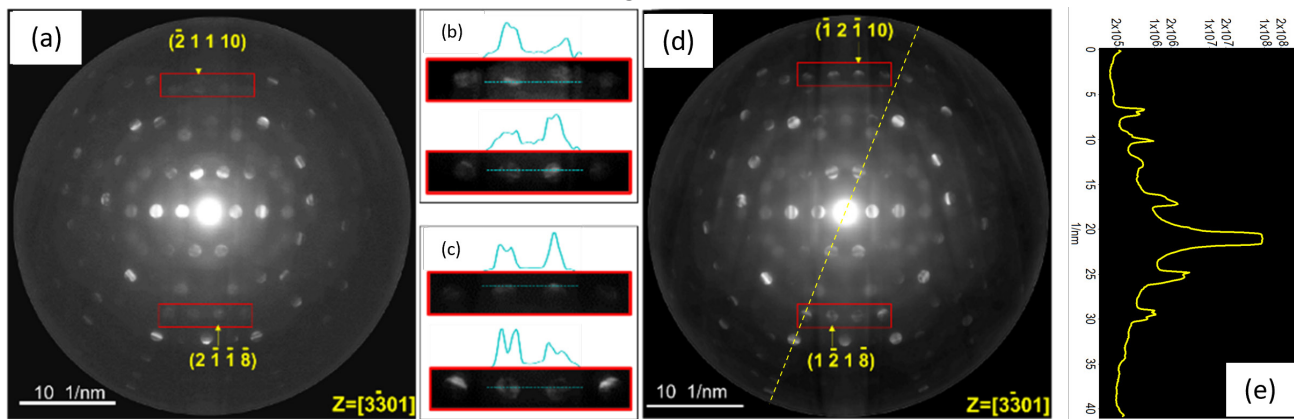 (a)
(2̄ 1 1 10)
(2 1̄ 1̄ 8̄)
10 1/nm
Z=[33̄01]
(b)
(c)
(d)
(1̄ 2 1̄ 10)
(1 2̄ 1 8̄)
10 1/nm
Z=[33̄01]
2x10⁵
1x10⁶
2x10⁶
1x10⁷
2x10⁷
1x10⁸
2x10⁸
0
5
10
15
20
1/nm
25
30
35
40
(e)